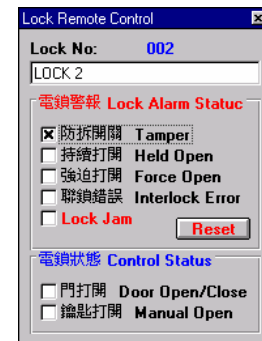 Lock Remote Control
Lock No: 002
LOCK 2
電鎖警報 Lock Alarm Statuc
防拆開關 Tamper
持續打開 Held Open
強迫打開 Force Open
聯鎖錯誤 Interlock Error
Lock Jam
Reset
電鎖狀態 Control Status
門打開 Door Open/Close
鑰匙打開 Manual Open